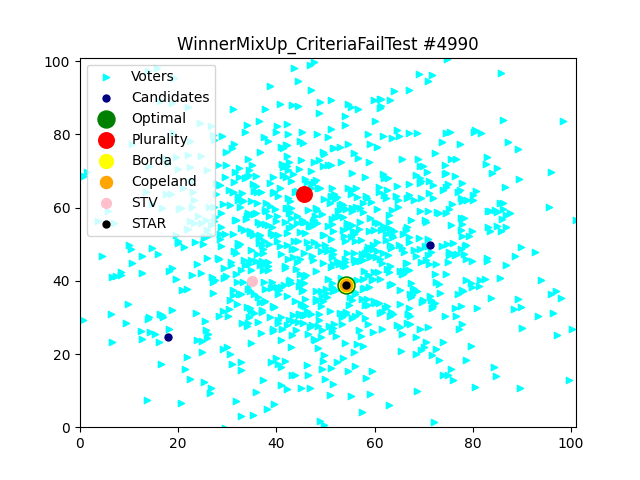 WinnerMixUp_CriteriaFailTest #4990
100
80
60
40
20
0
0
20
40
60
80
100
Voters
Candidates
Optimal
Plurality
Borda
Copeland
STV
STAR